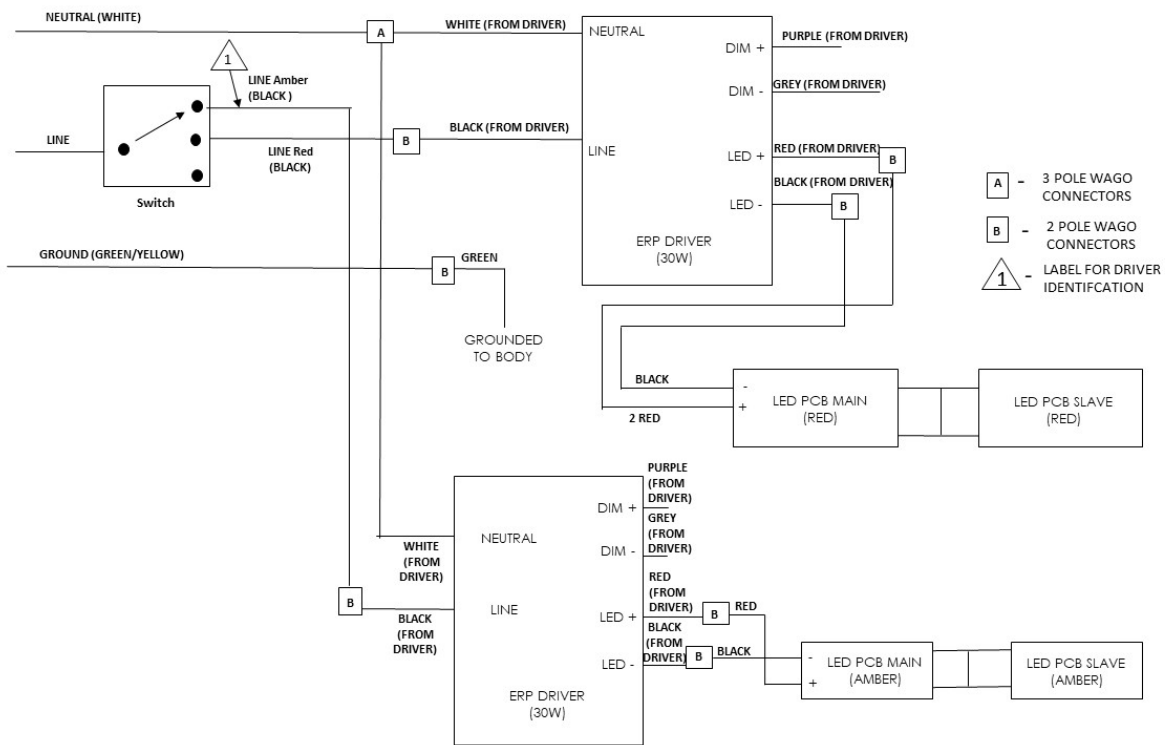 NEUTRAL (WHITE)
A
WHITE (FROM DRIVER)
NEUTRAL
DIM +
PURPLE (FROM DRIVER)
1
LINE Amber
(BLACK )
DIM -
GREY (FROM DRIVER)
LINE
LINE Red
(BLACK)
B
BLACK (FROM DRIVER)
LINE
LED +
RED (FROM DRIVER)
B
Switch
LED -
BLACK (FROM DRIVER)
B
ERP DRIVER
(30W)
A - 3 POLE WAGO
CONNECTORS
B - 2 POLE WAGO
CONNECTORS
1 - LABEL FOR DRIVER
IDENTIFCATION
GROUND (GREEN/YELLOW)
B
GREEN
GROUNDED
TO BODY
BLACK
2 RED
-
+
LED PCB MAIN
(RED)
LED PCB SLAVE
(RED)
WHITE
(FROM
DRIVER)
NEUTRAL
DIM +
PURPLE
(FROM
DRIVER)
DIM -
GREY
(FROM
DRIVER)
B
BLACK
(FROM
DRIVER)
LINE
LED +
RED
(FROM
DRIVER)
B
RED
LED -
BLACK
(FROM
DRIVER)
B
BLACK
ERP DRIVER
(30W)
-
+
LED PCB MAIN
(AMBER)
LED PCB SLAVE
(AMBER)